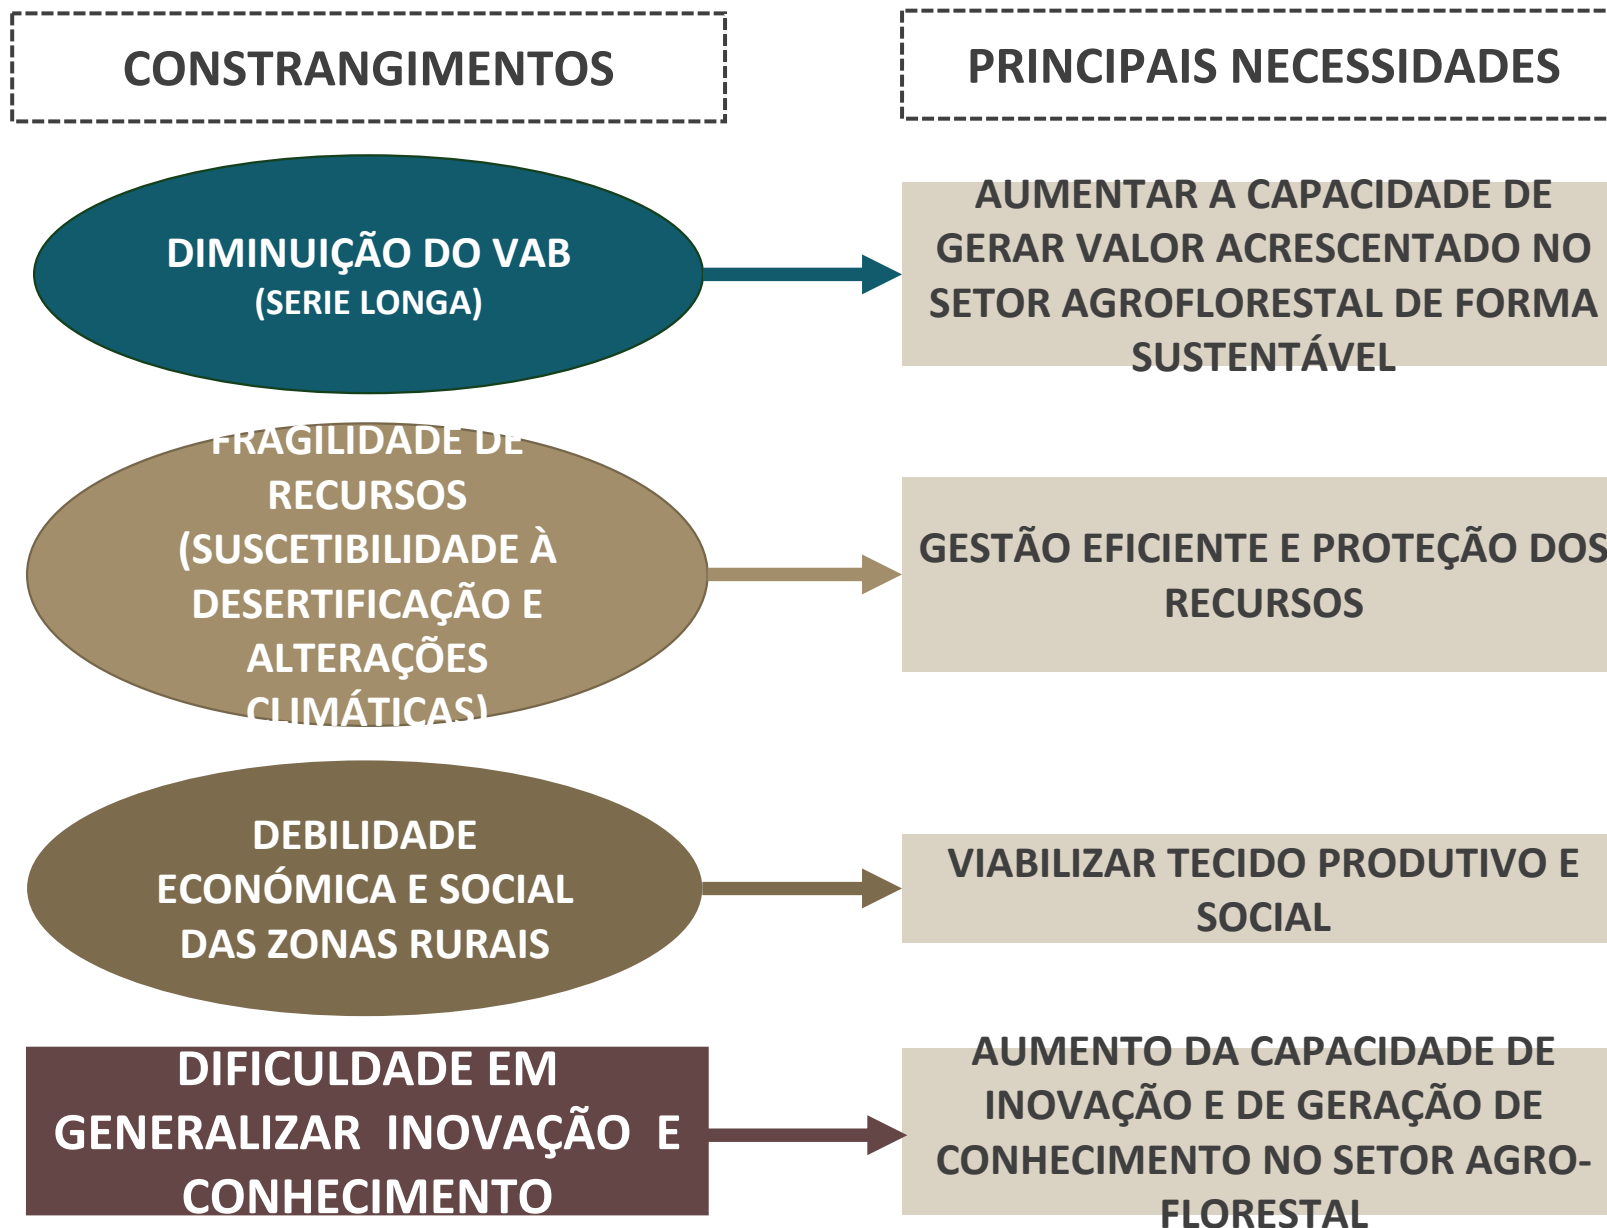 CONSTRANGIMENTOS
PRINCIPAIS NECESSIDADES
DIMINUIÇÃO DO VAB
(SERIE LONGA)
AUMENTAR A CAPACIDADE DE
GERAR VALOR ACRESCENTADO NO
SETOR AGROFLORESTAL DE FORMA
SUSTENTÁVEL
FRAGILIDADE DE
RECURSOS
(SUSCETIBILIDADE À
DESERTIFICAÇÃO E
ALTERAÇÕES
CLIMÁTICAS)
GESTÃO EFICIENTE E PROTEÇÃO DOS
RECURSOS
DEBILIDADE
ECONÓMICA E SOCIAL
DAS ZONAS RURAIS
VIABILIZAR TECIDO PRODUTIVO E
SOCIAL
DIFICULDADE EM
GENERALIZAR INOVAÇÃO E
CONHECIMENTO
AUMENTO DA CAPACIDADE DE
INOVAÇÃO E DE GERAÇÃO DE
CONHECIMENTO NO SETOR AGRO-
FLORESTAL